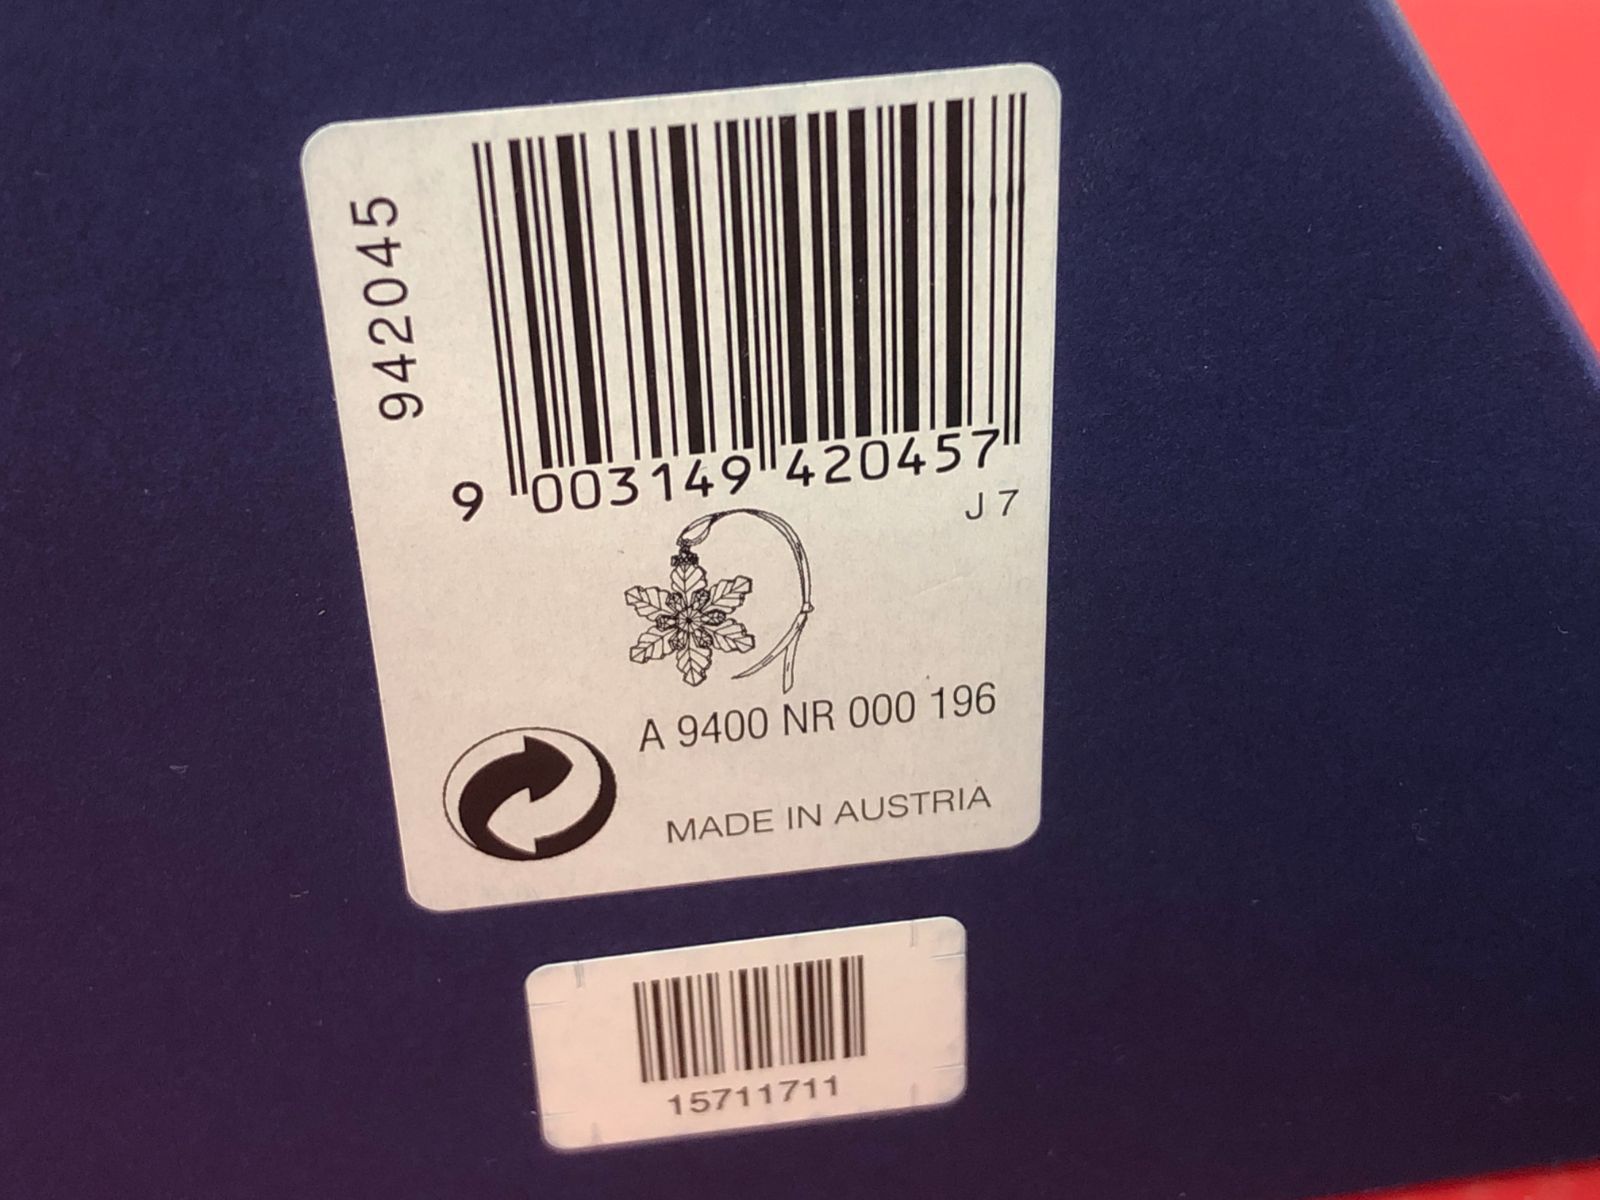 942045
9 003149 420457
J 7
A 9400 NR 000 196
MADE IN AUSTRIA
15711711